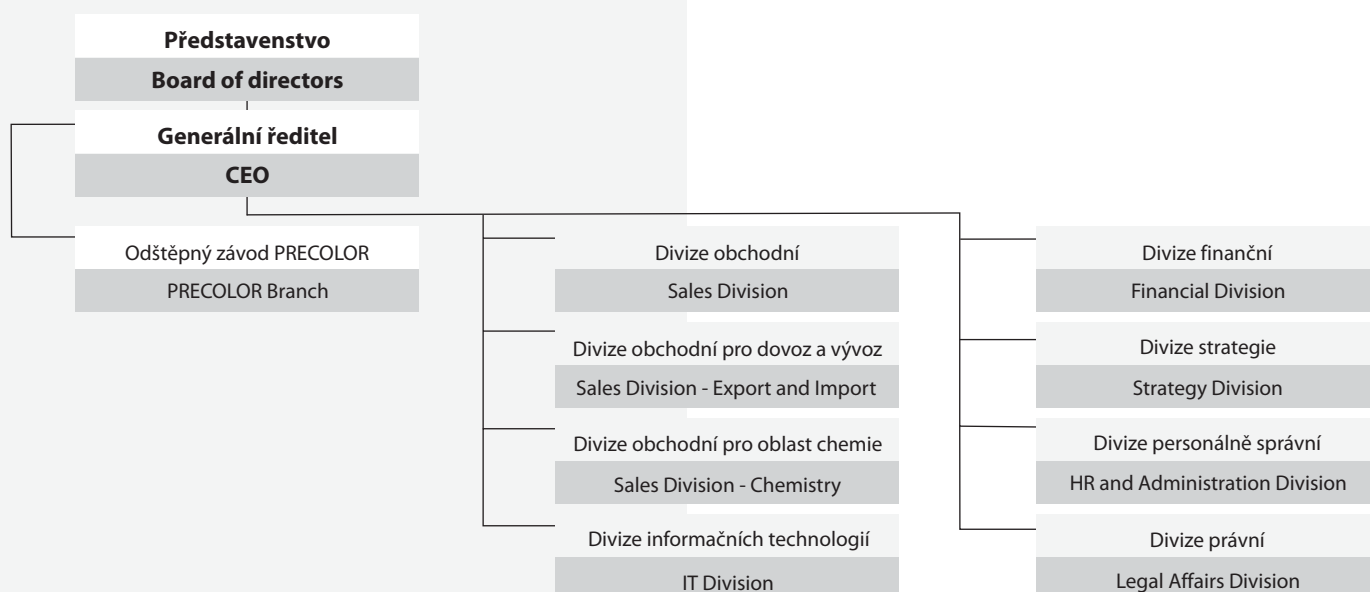 Představenstvo
Board of directors
Generální ředitel
CEO
Odštěpný závod PRECOLOR
PRECOLOR Branch
Divize obchodní
Sales Division
Divize obchodní pro dovoz a vývoz
Sales Division - Export and Import
Divize obchodní pro oblast chemie
Sales Division - Chemistry
Divize informačních technologií
IT Division
Divize finanční
Financial Division
Divize strategie
Strategy Division
Divize personálně správní
HR and Administration Division
Divize právní
Legal Affairs Division